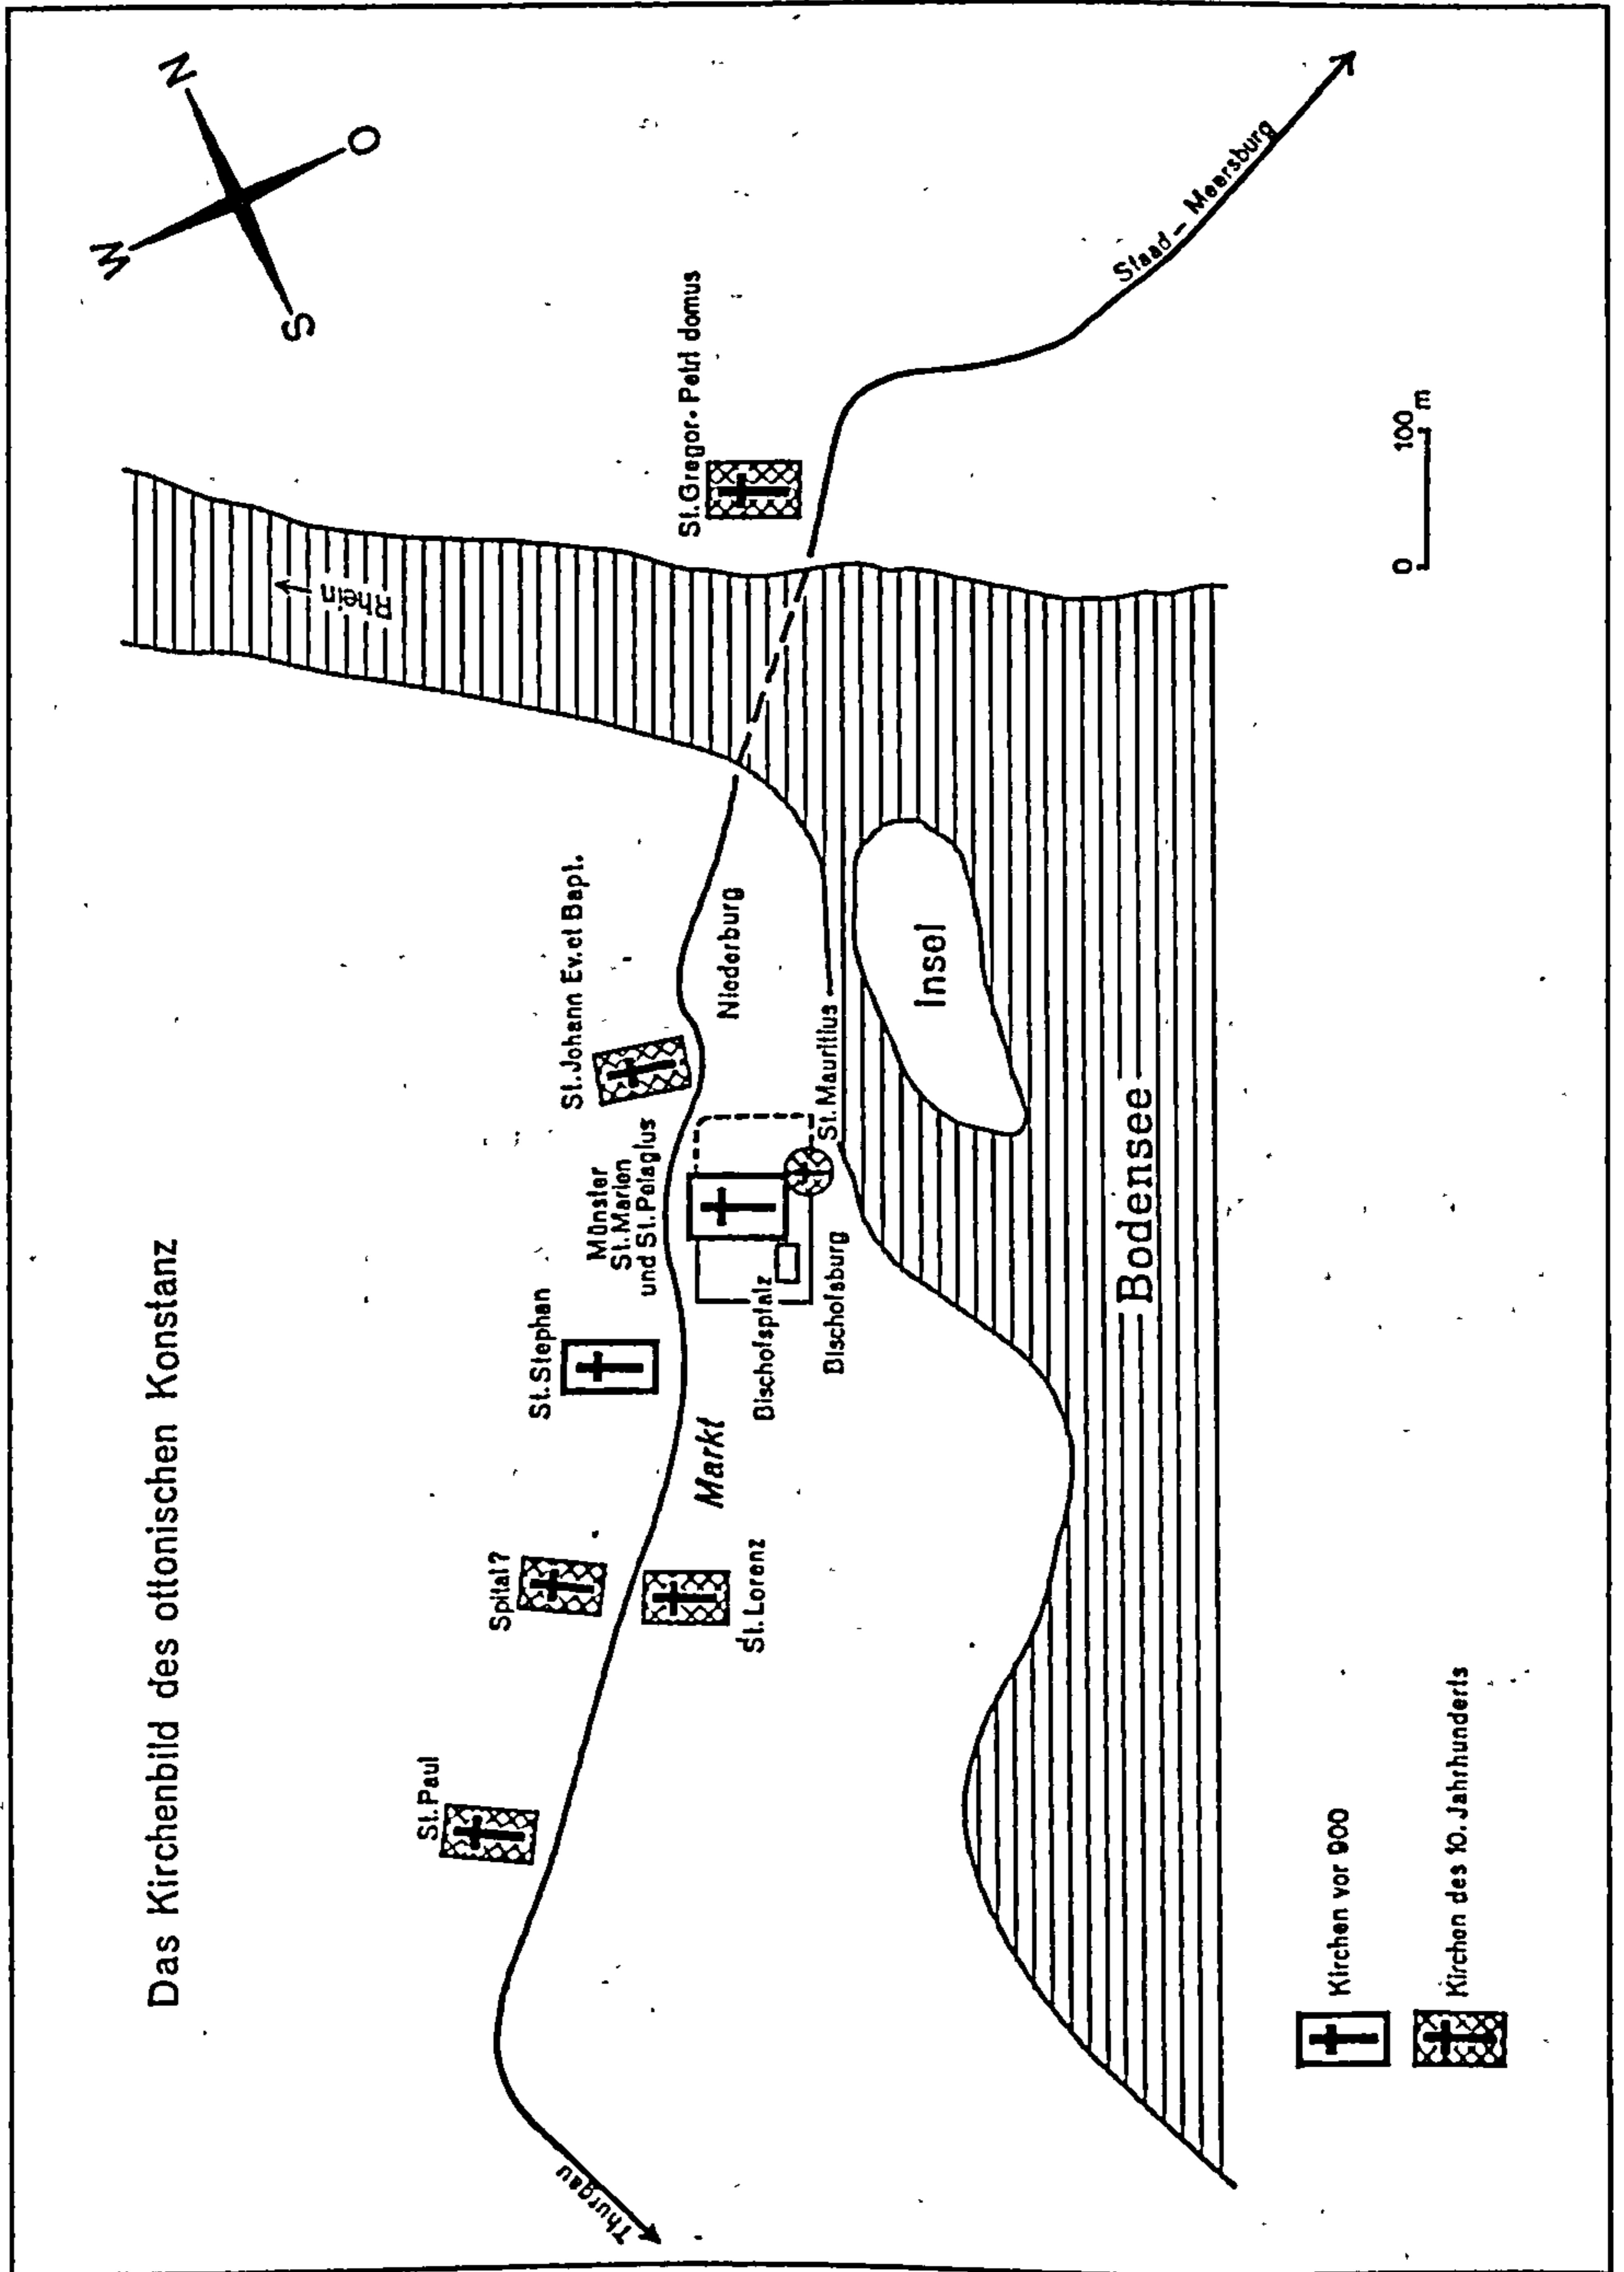 Das Kirchenbild des ottonischen Konstanz
N
O
S
W
Rhein
St.Gregor. Petri domus
Staad – Meersburg
St.Johann Ev.et Bapt.
Niederburg
Münster
St.Marien
und St.Pelagius
St.Mauritius
Insel
St.Stephan
Bischofspfalz
Bischofsburg
Markt
Spital?
St.Lorenz
St.Paul
Thurgau
Bodensee
0 100 m
Kirchen vor 900
Kirchen des 10. Jahrhunderts